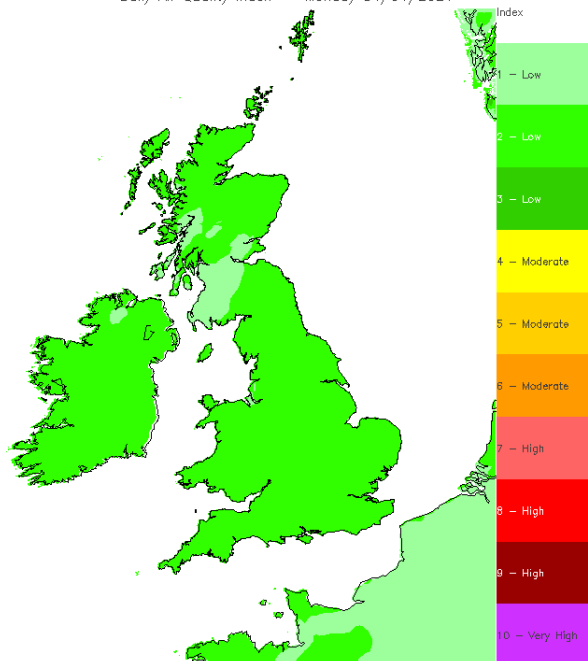 Index
1 - Low
2 - Low
3 - Low
4 - Moderate
5 - Moderate
6 - Moderate
7 - High
8 - High
9 - High
10 - Very High